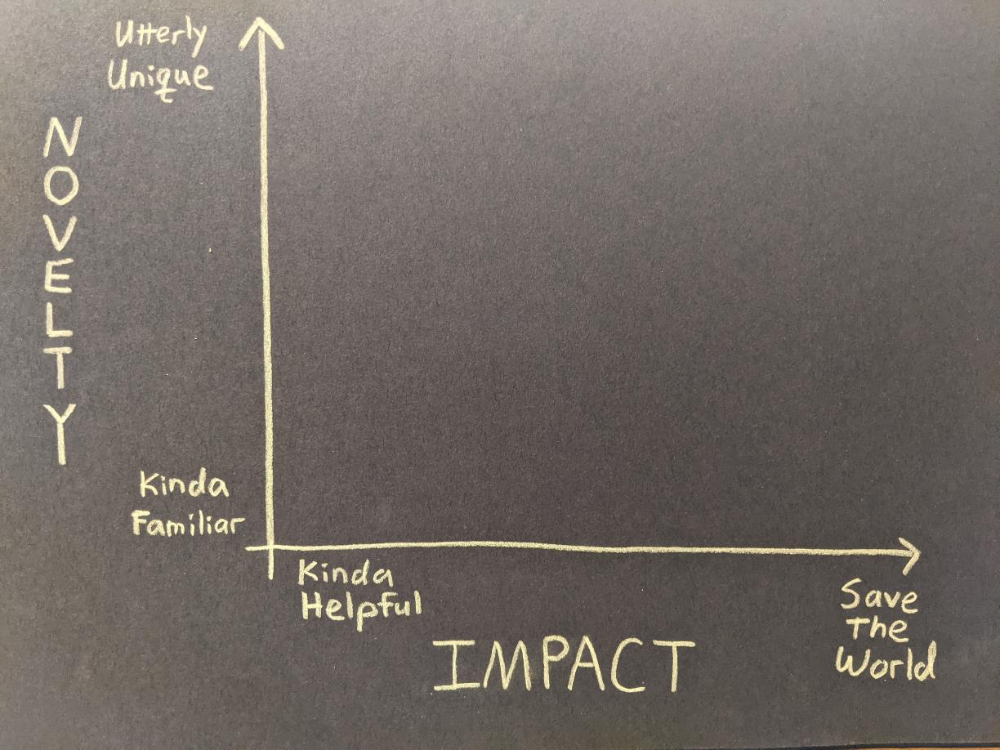 Utterly
Unique
NOVELTY
Kinda
Familiar
Kinda
Helpful
IMPACT
Save
The
World